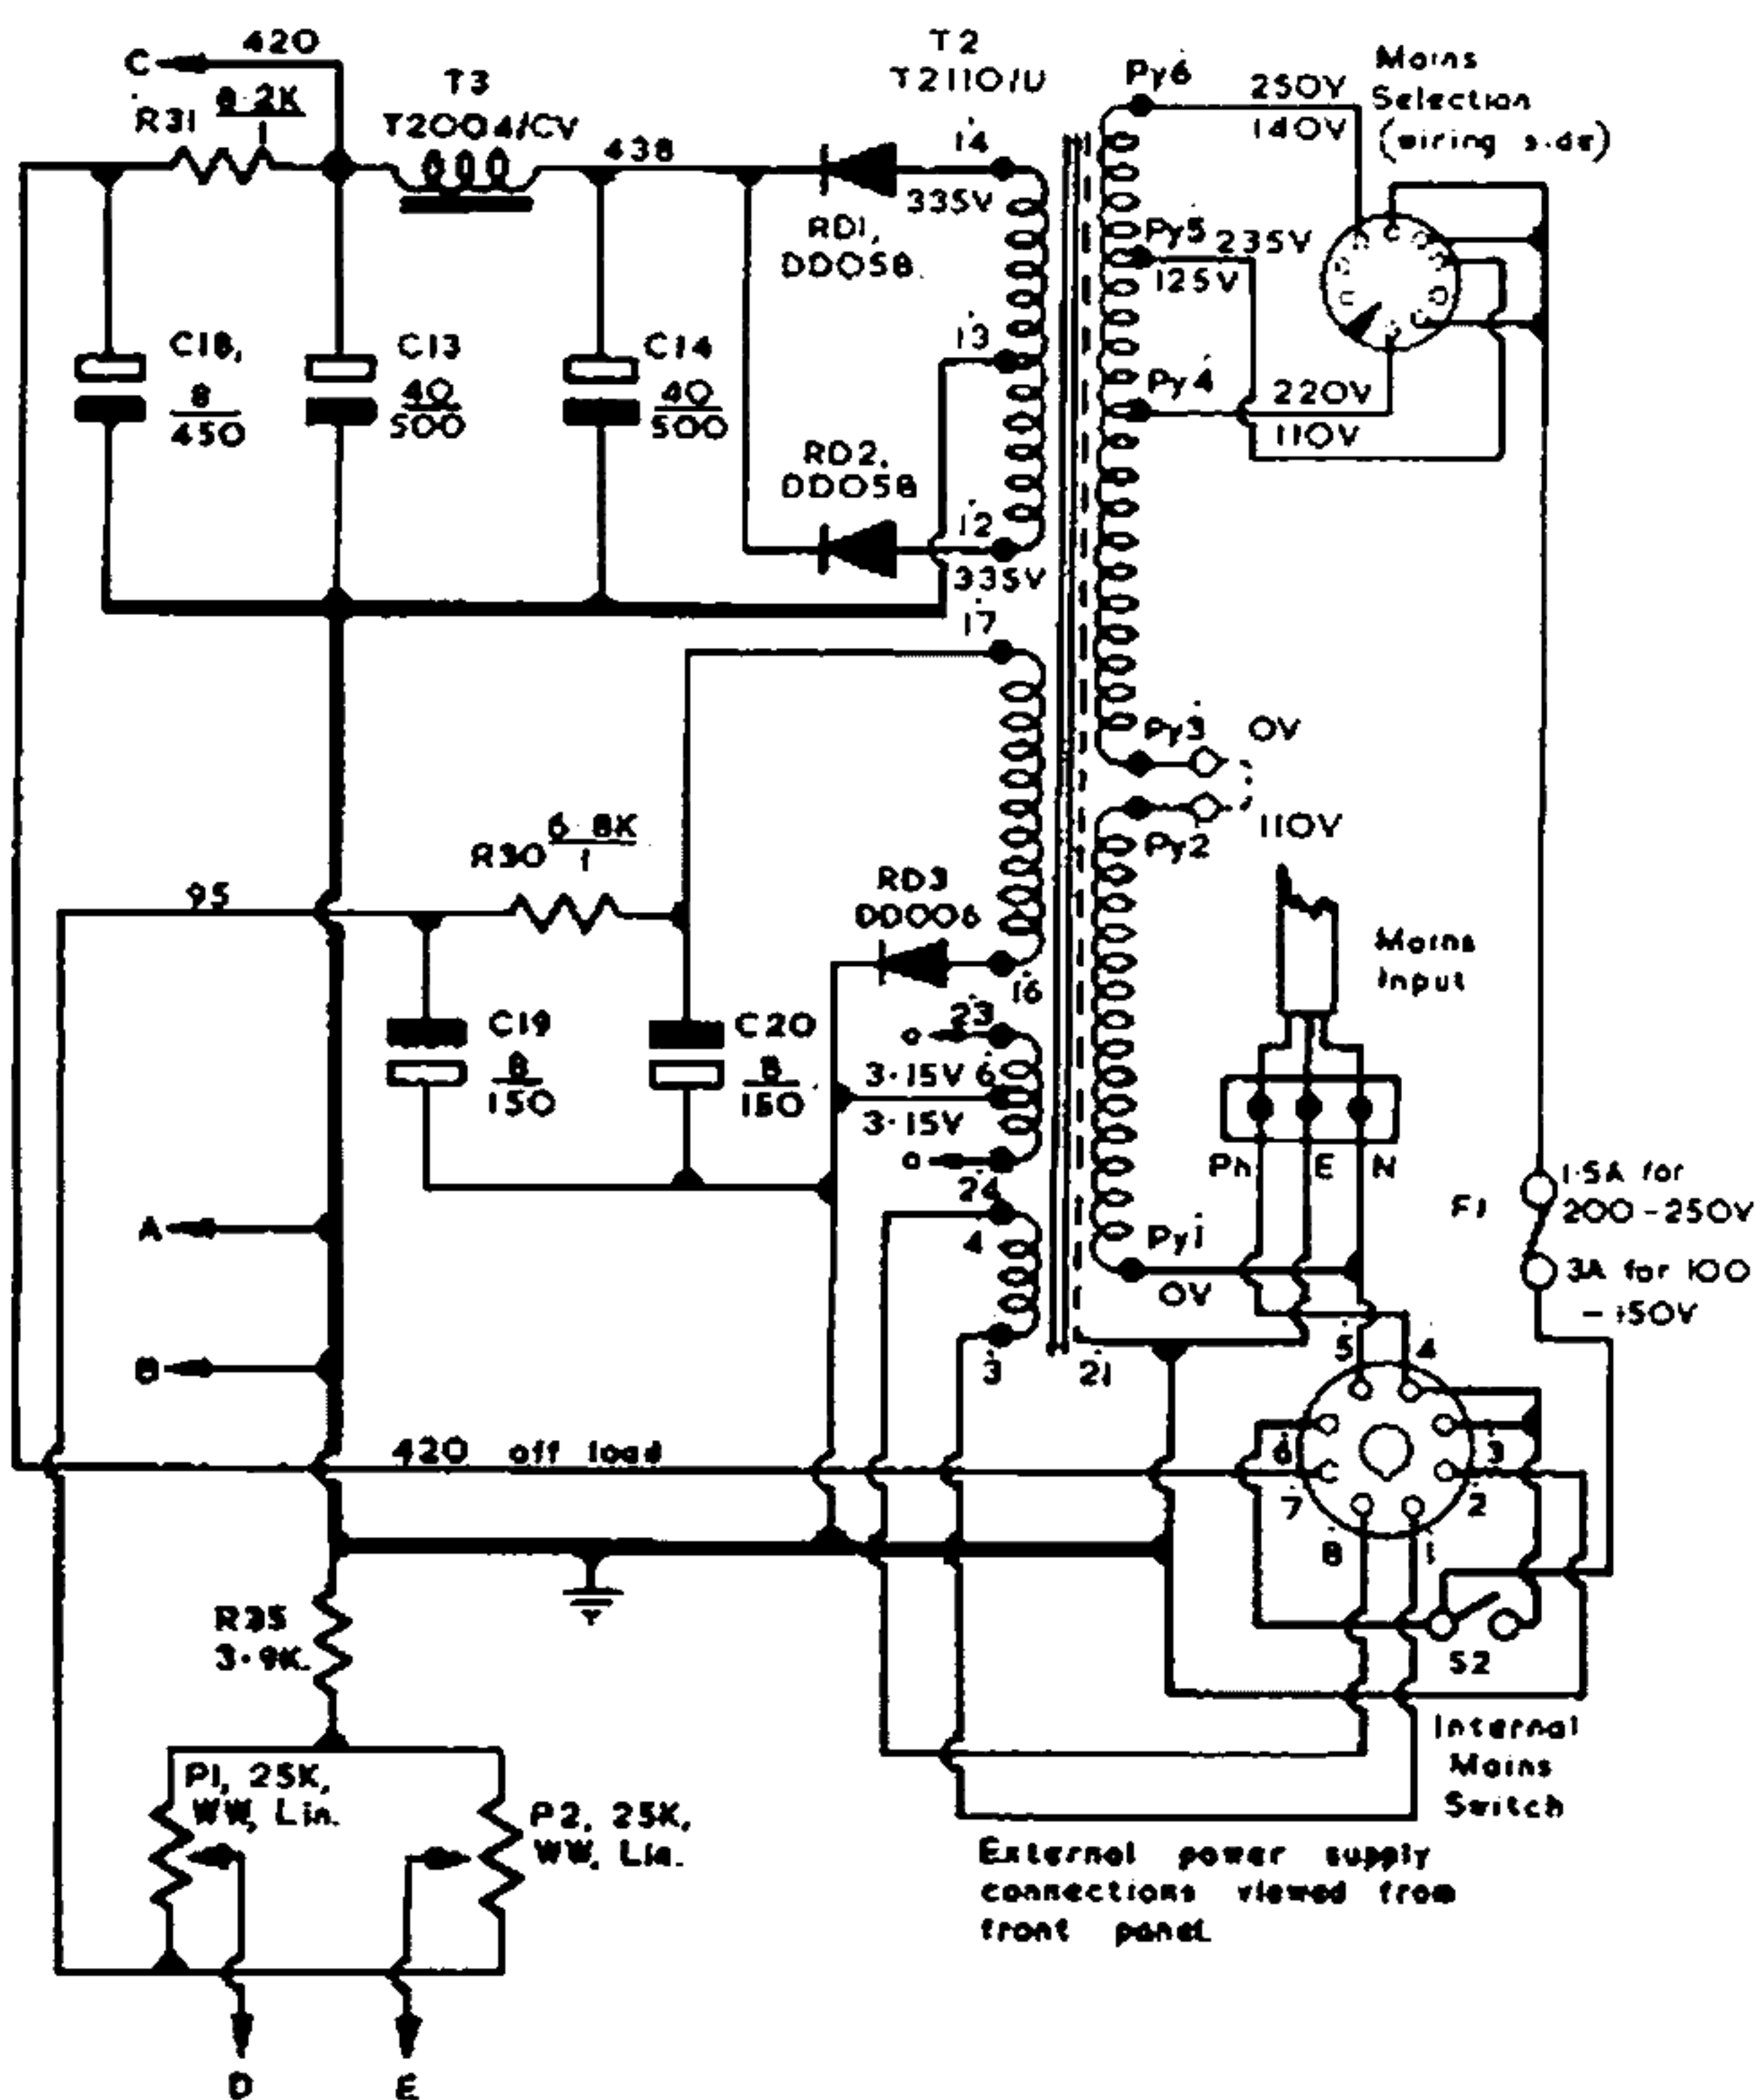 C
420
R31
8·2K
1
T3
T2004/CV
438
T2
T2110/U
14
335V
RD1,
DD058
13
RD2,
DD058
12
335V
C18,
8
450
C13
40
500
C14
40
500
Py6
250V
140V
Mains
Selection
(wiring side)
Py5
235V
125V
Py4
220V
110V
17
Py3
0V
Py2
110V
R30
6·8K
1
95
RD3
DD006
16
23
3·15V
6
3·15V
24
C19
8
150
C20
8
150
Mains
Input
Ph
E
N
F1
1·5A for
200-250V
3A for 100
-150V
A
B
4
3
Py1
0V
21
5
4
6
3
7
2
8
1
420 off load
R35
3·9K
S2
Internal
Mains
Switch
P1, 25K,
WW, Lin.
P2, 25K,
WW, Lin.
External power supply
connections viewed from
front panel
D
E